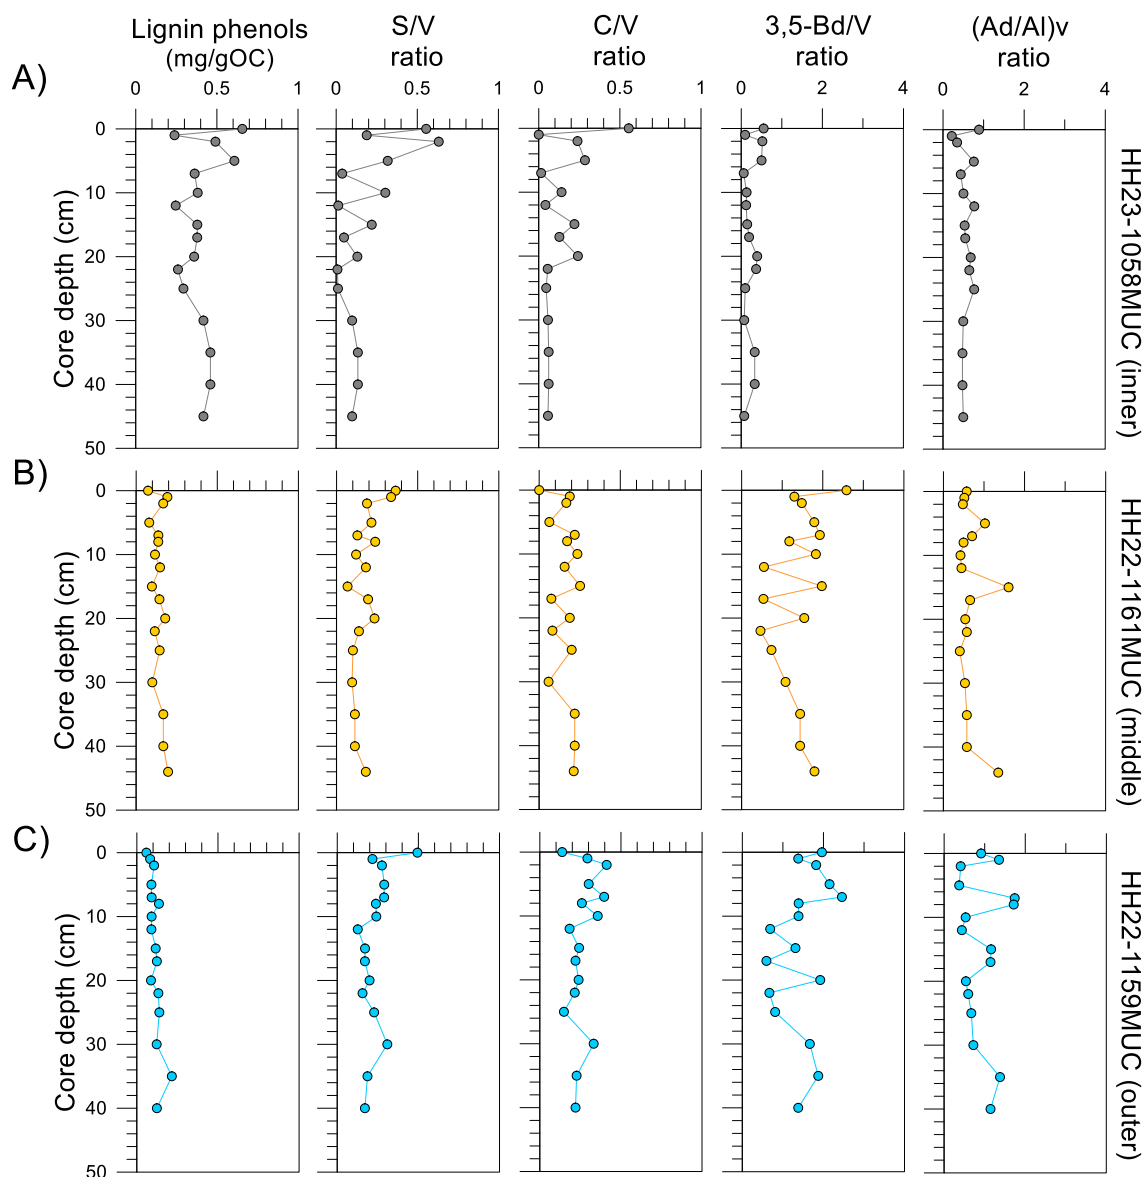 Lignin phenols
(mg/gOC)
S/V
ratio
C/V
ratio
3,5-Bd/V
ratio
(Ad/Al)v
ratio
A)
0 0.5 1
0 0.5 1
0 0.5 1
0 2 4
0 2 4
0
10
20
30
40
50
Core depth (cm)
HH23-1058MUC (inner)
B)
0
10
20
30
40
50
Core depth (cm)
HH22-1161MUC (middle)
C)
0
10
20
30
40
50
Core depth (cm)
HH22-1159MUC (outer)